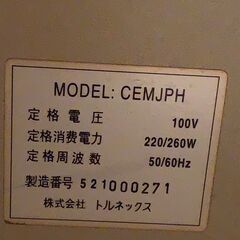 MODEL: CEMJPH
定格電圧 100V
定格消費電力 220/260W
定格周波数 50/60Hz
製造番号 521000271
株式会社 トルネックス